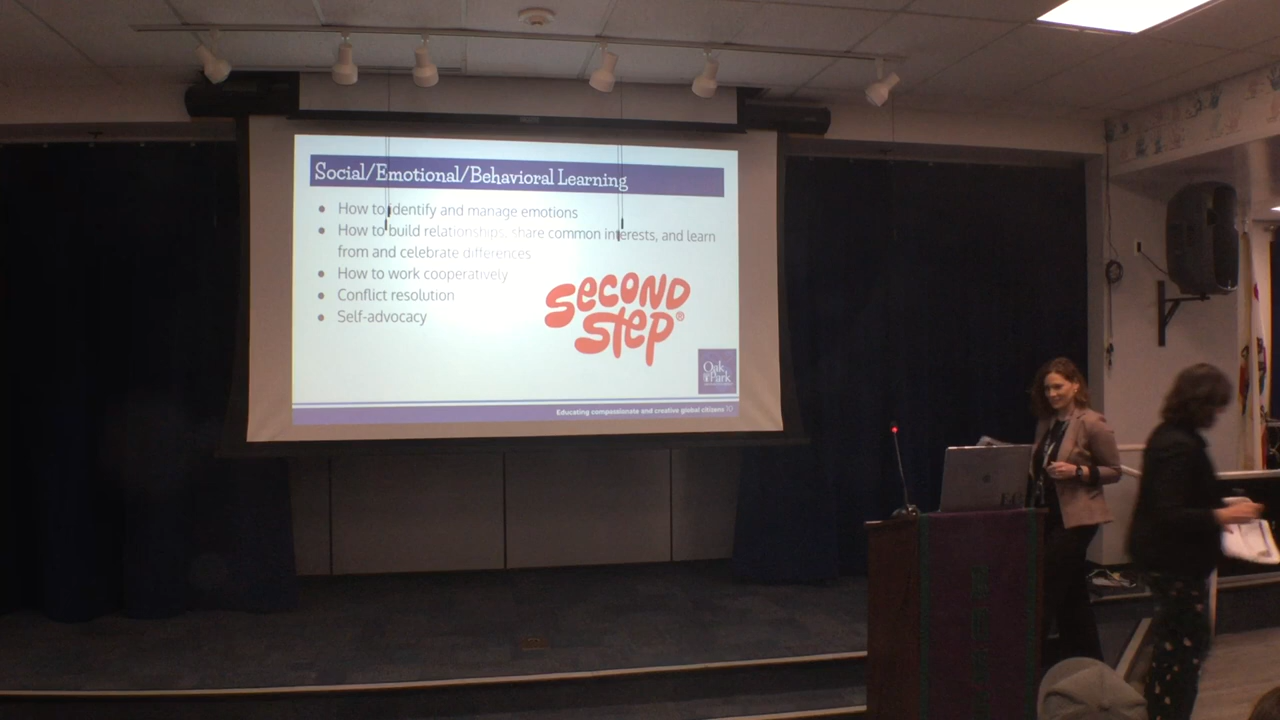 Social/Emotional/Behavioral Learning
● How to identify and manage emotions
● How to build relationships, share common interests, and learn
from and celebrate differences
● How to work cooperatively
● Conflict resolution
● Self-advocacy
SECOND
STEP®
Oak
Park
Educating compassionate and creative global citizens 10